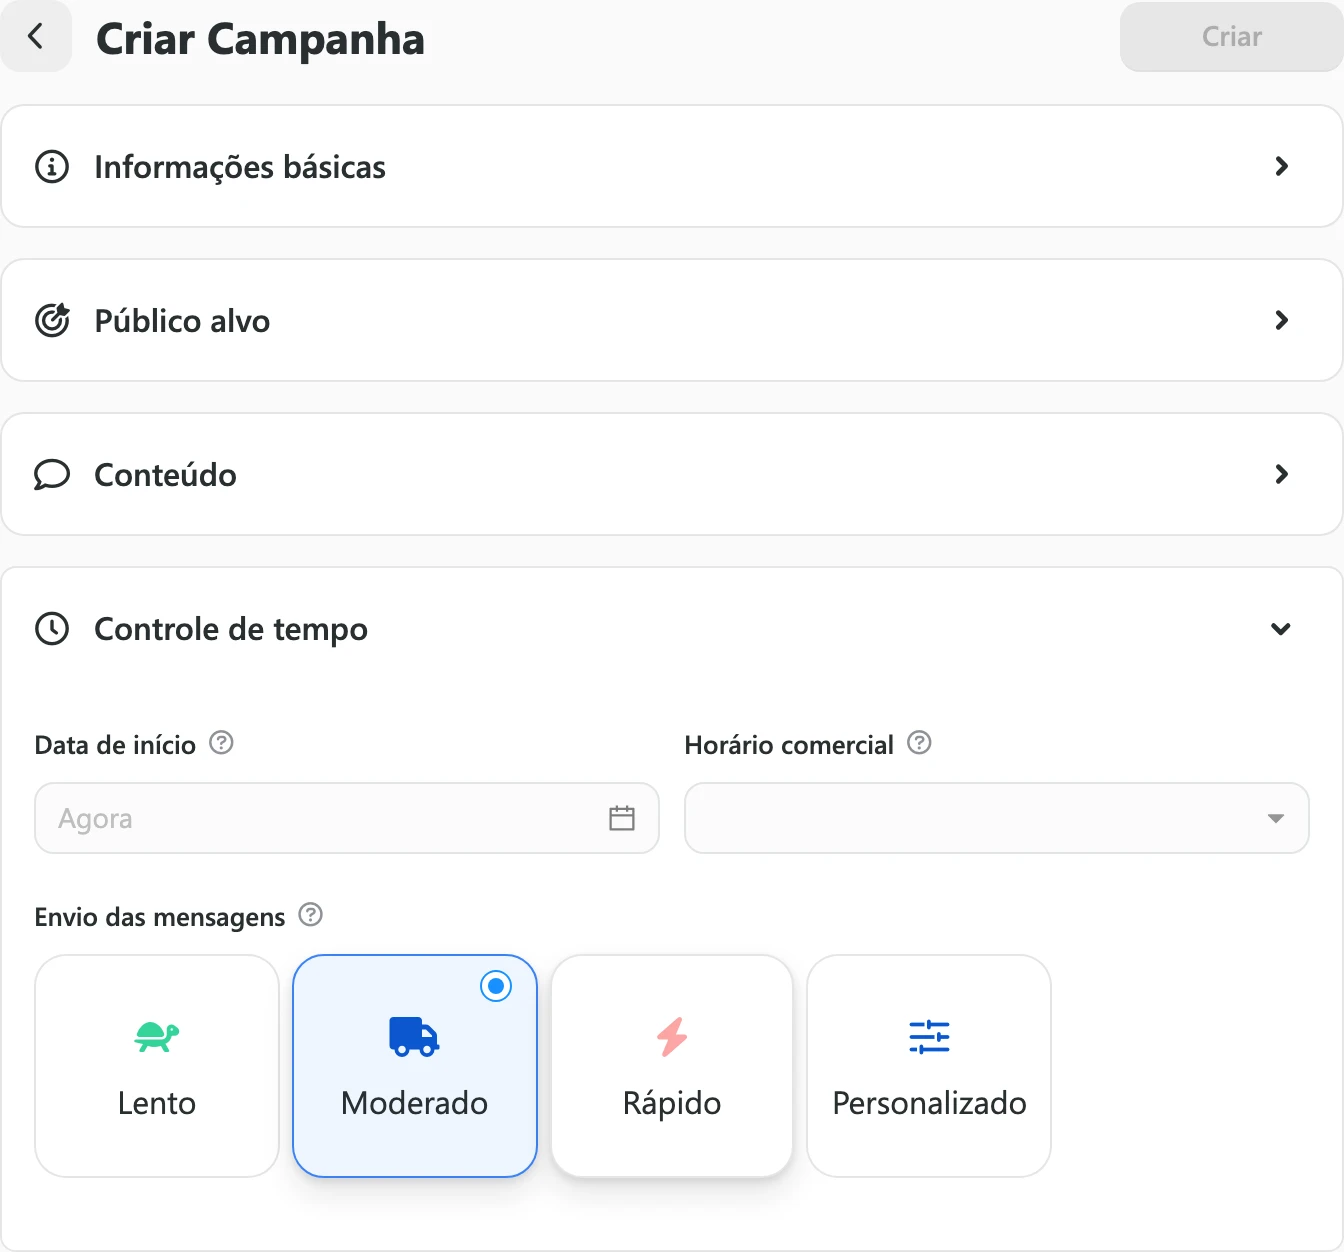 Criar Campanha
Criar
Informações básicas
Público alvo
Conteúdo
Controle de tempo
Data de início
Horário comercial
Agora
Envio das mensagens
Lento
Moderado
Rápido
Personalizado